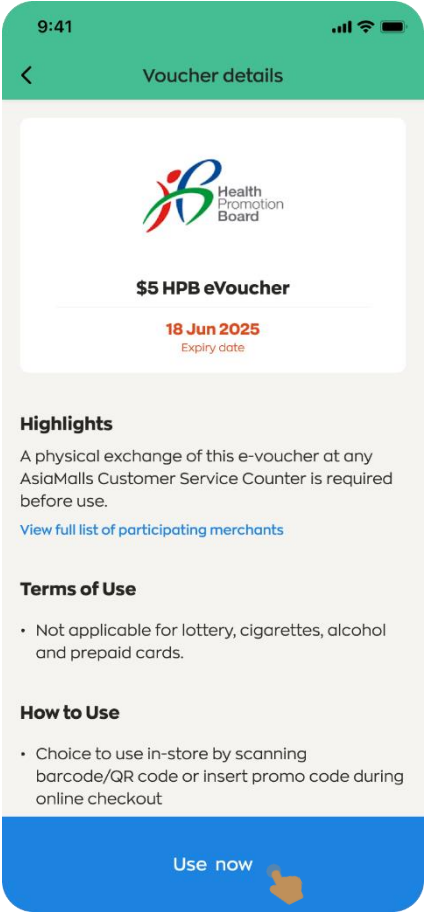 9:41
Voucher details
Health
Promotion
Board
$5 HPB eVoucher
18 Jun 2025
Expiry date
Highlights
A physical exchange of this e-voucher at any
AsiaMalls Customer Service Counter is required
before use.
View full list of participating merchants
Terms of Use
• Not applicable for lottery, cigarettes, alcohol
and prepaid cards.
How to Use
• Choice to use in-store by scanning
barcode/QR code or insert promo code during
online checkout
Use now